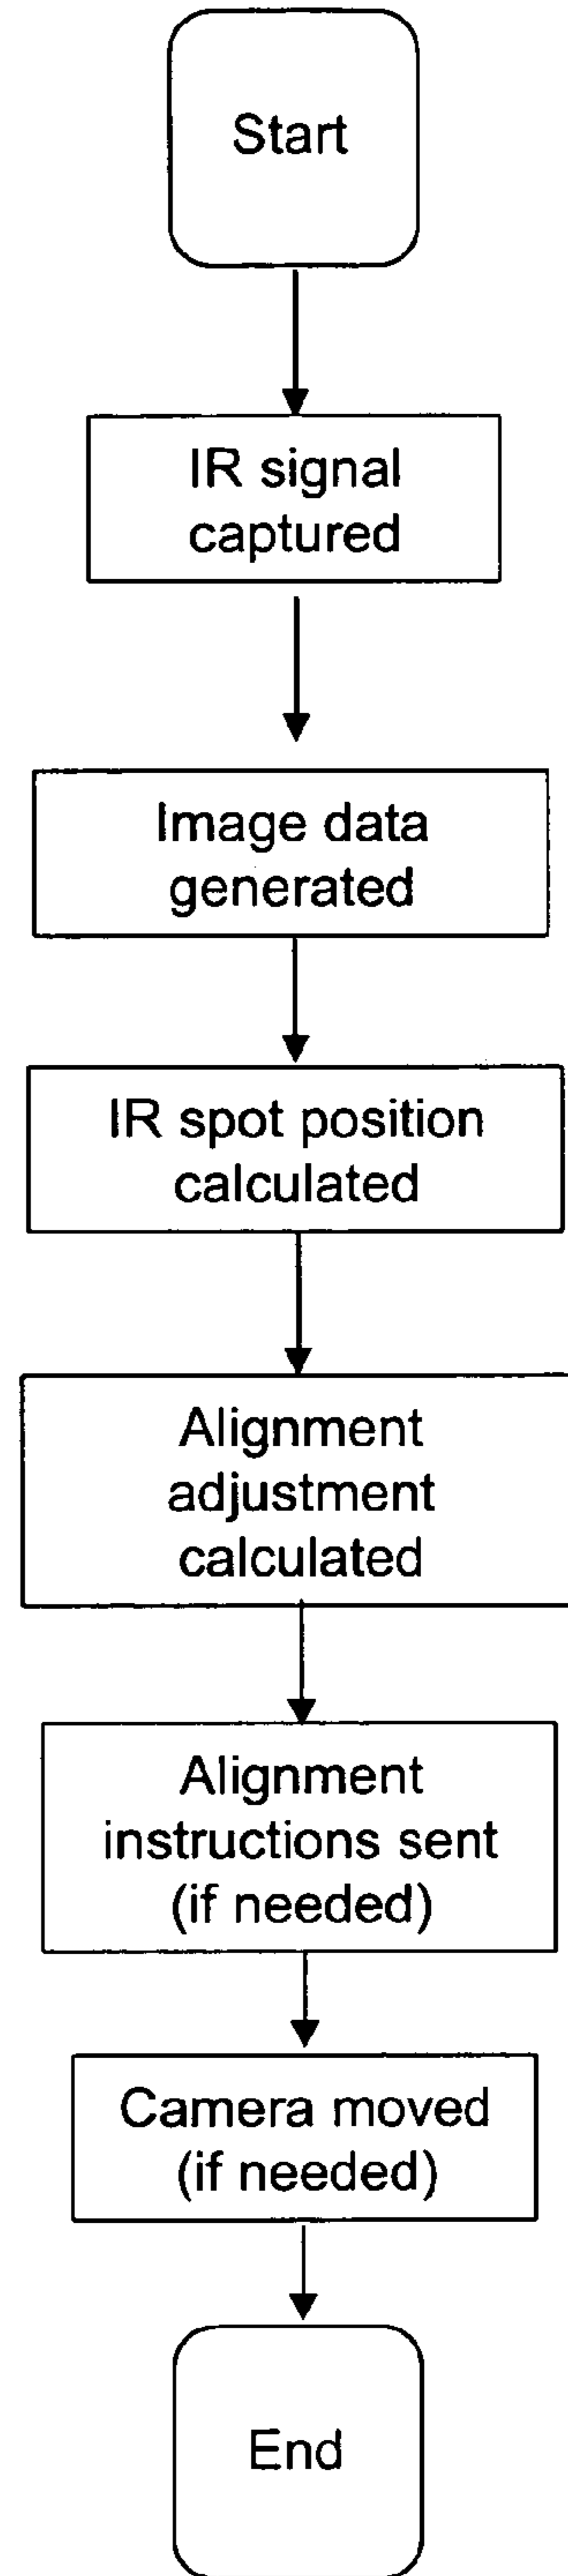 Start
IR signal
captured
Image data
generated
IR spot position
calculated
Alignment
adjustment
calculated
Alignment
instructions sent
(if needed)
Camera moved
(if needed)
End